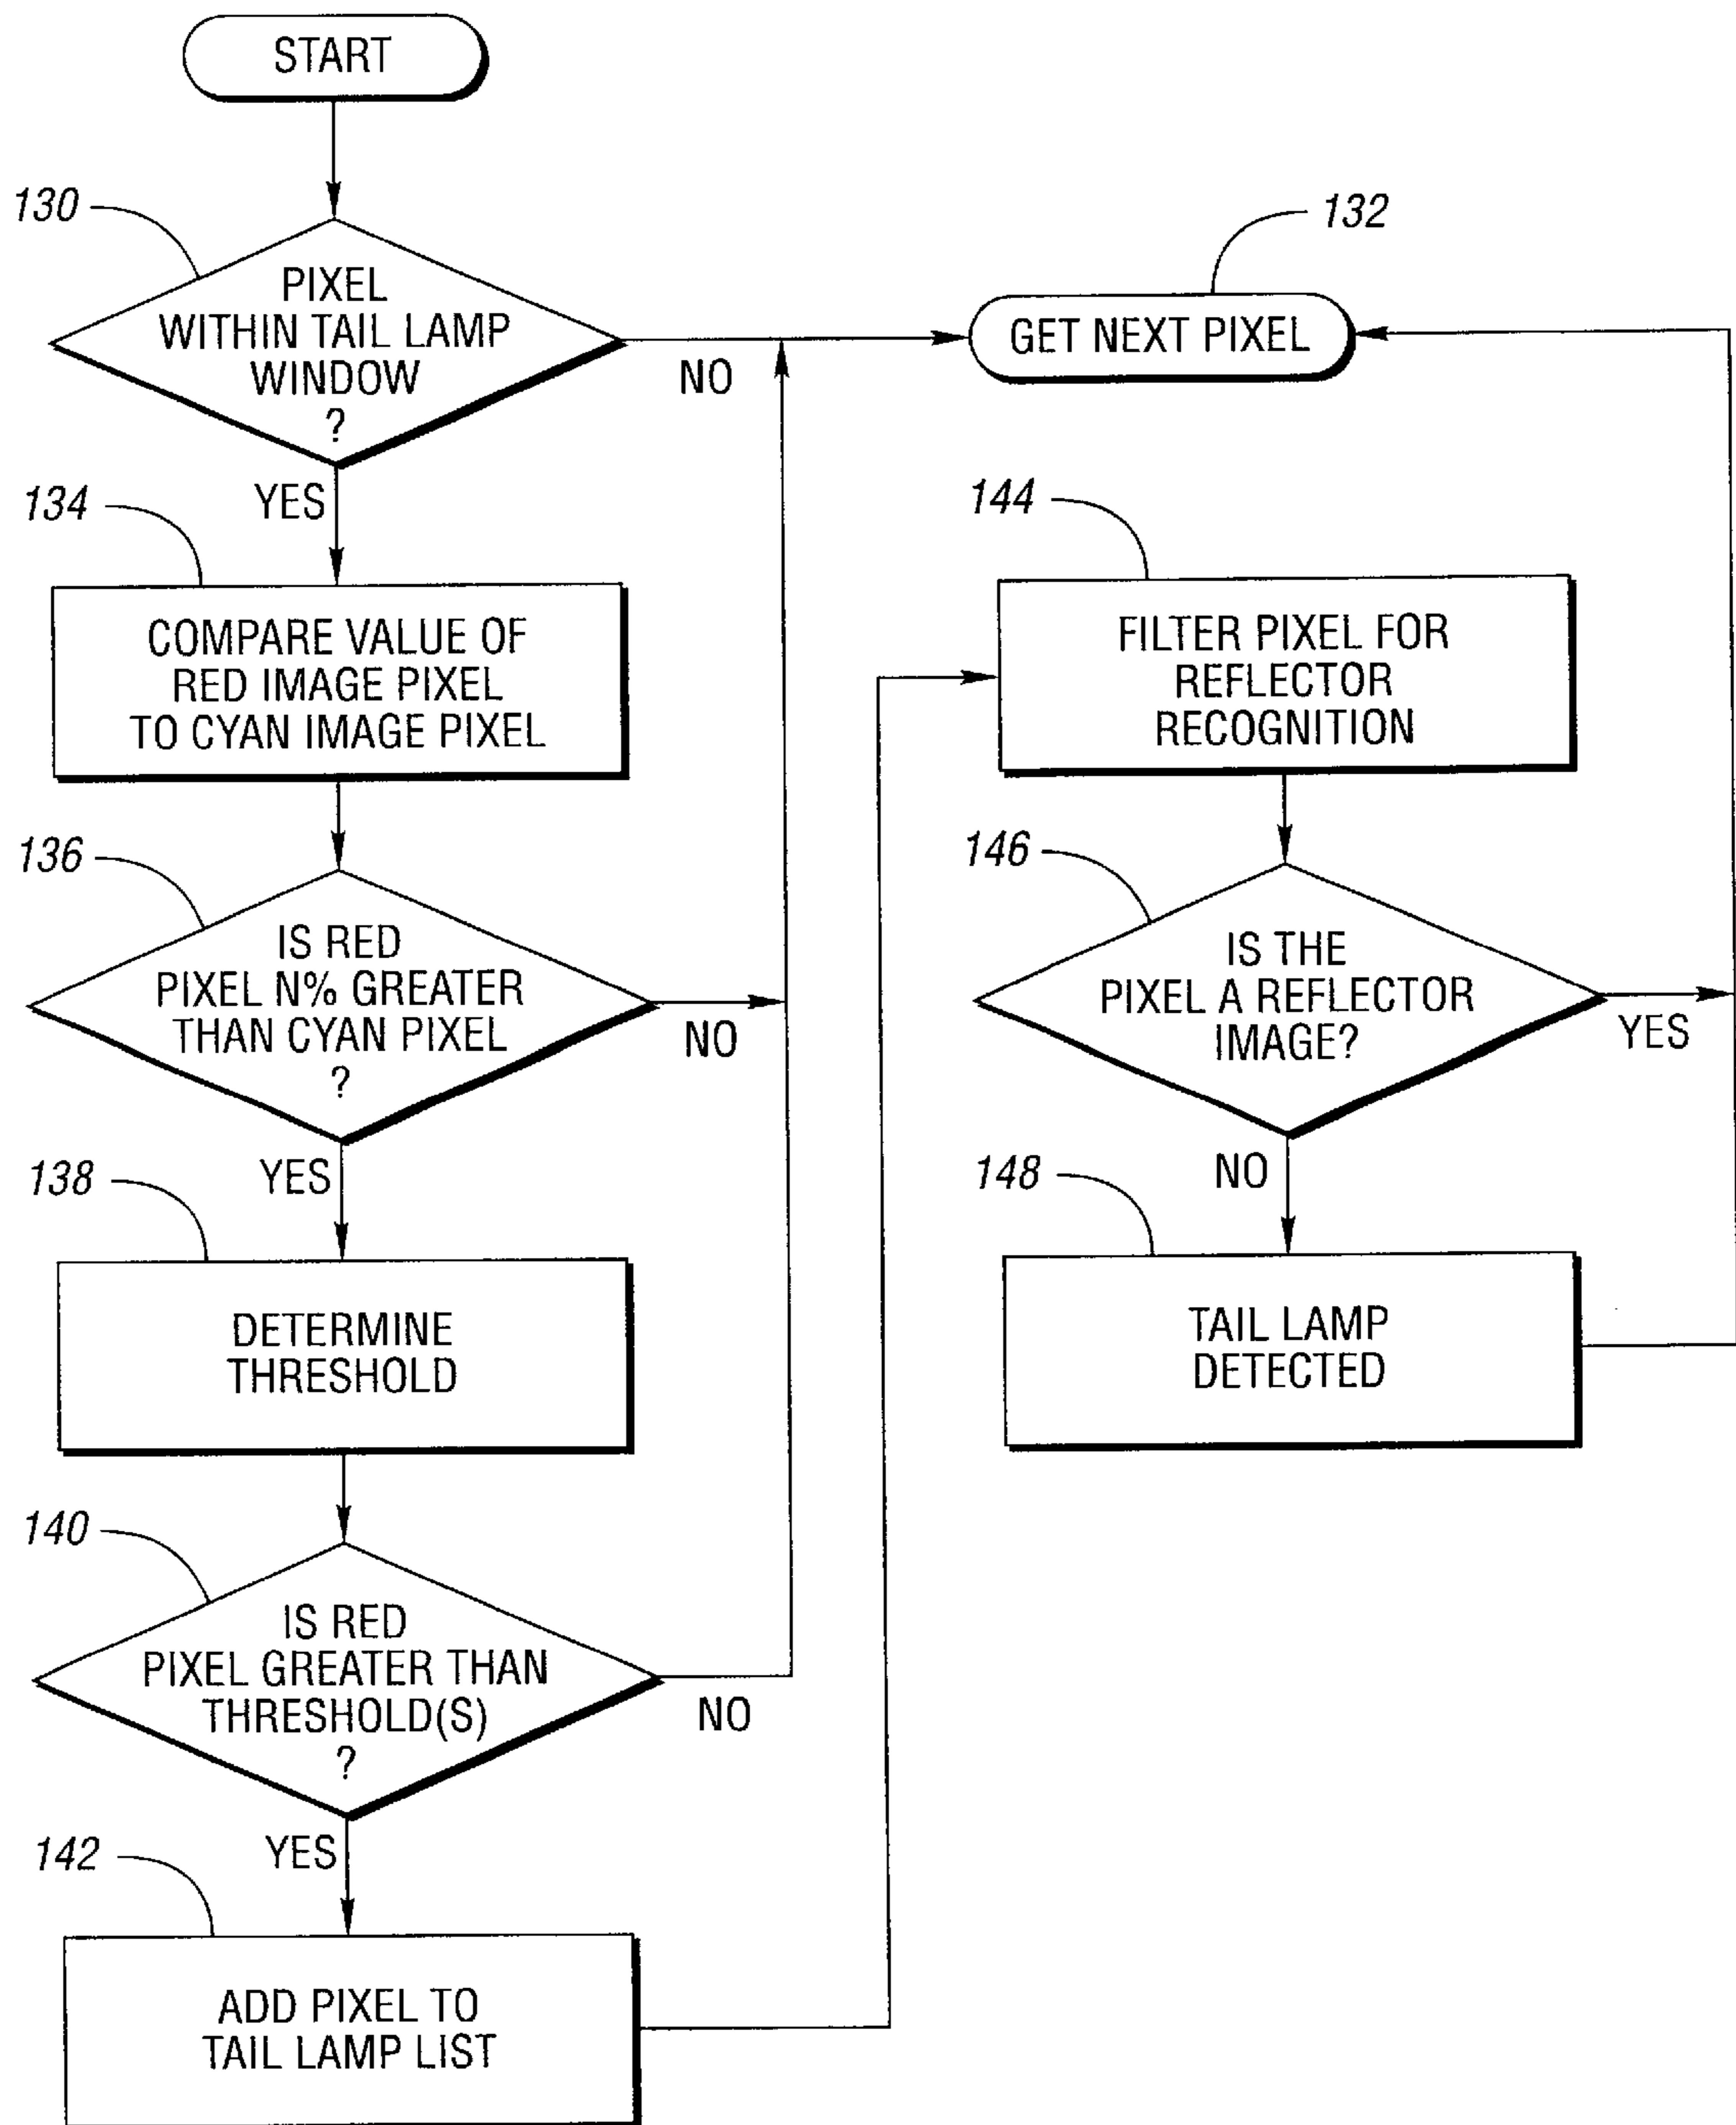 START
130
PIXEL
WITHIN TAIL LAMP
WINDOW
?
NO
YES
132
GET NEXT PIXEL
134
COMPARE VALUE OF
RED IMAGE PIXEL
TO CYAN IMAGE PIXEL
136
IS RED
PIXEL N% GREATER
THAN CYAN PIXEL
?
NO
YES
138
DETERMINE
THRESHOLD
140
IS RED
PIXEL GREATER THAN
THRESHOLD(S)
?
NO
YES
142
ADD PIXEL TO
TAIL LAMP LIST
144
FILTER PIXEL FOR
REFLECTOR
RECOGNITION
146
IS THE
PIXEL A REFLECTOR
IMAGE?
YES
NO
148
TAIL LAMP
DETECTED